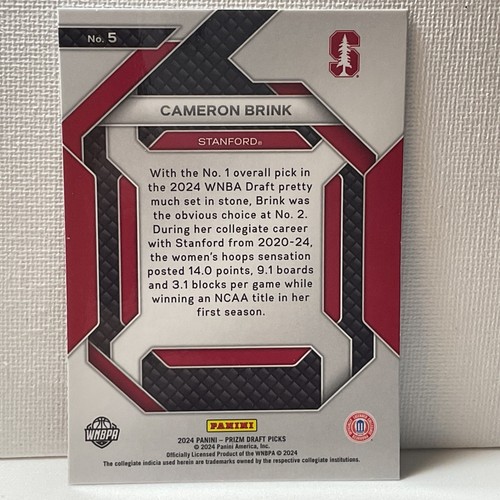 No. 5
S
CAMERON BRINK
STANFORD®
With the No. 1 overall pick in
the 2024 WNBA Draft pretty
much set in stone, Brink was
the obvious choice at No. 2.
During her collegiate career
with Stanford from 2020-24,
the women's hoops sensation
posted 14.0 points, 9.1 boards
and 3.1 blocks per game while
winning an NCAA title in her
first season.
WNBPA
PANINI
2024 PANINI – PRIZM DRAFT PICKS
© 2024 Panini America, Inc.
Officially Licensed Product of the WNBPA © 2024
The collegiate indicia used herein are trademarks owned by the respective collegiate institutions.